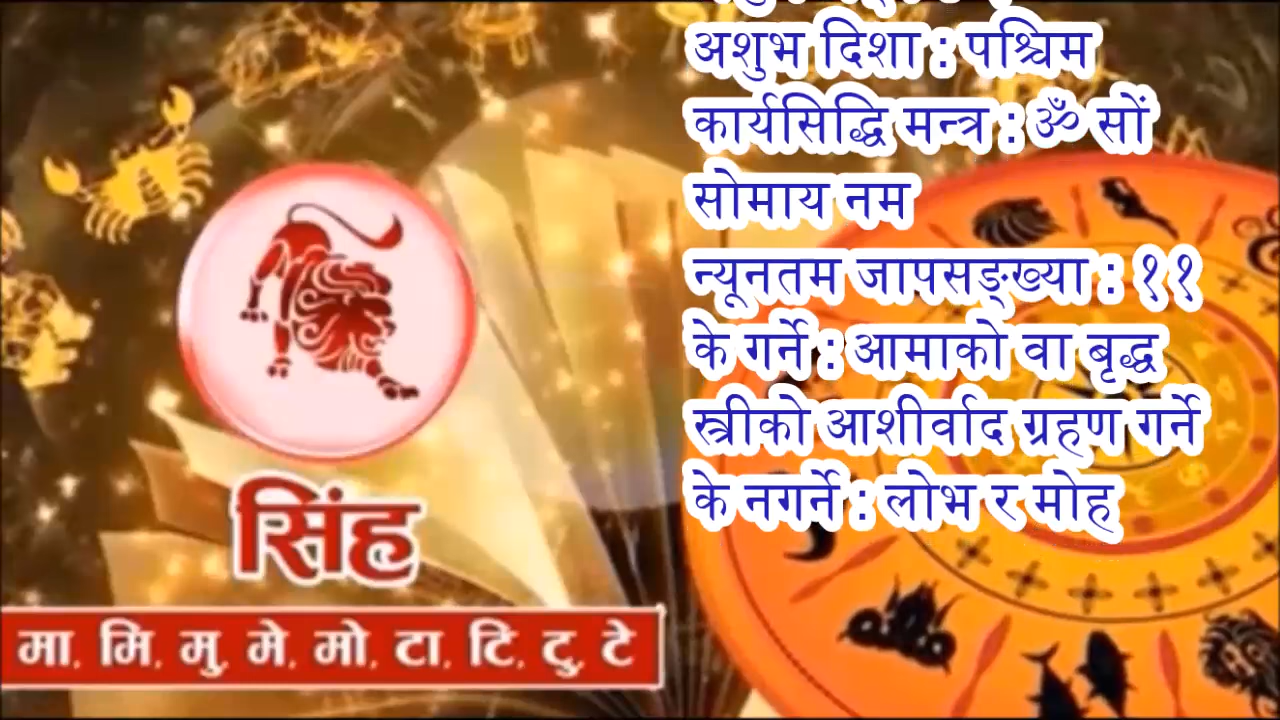 अशुभ दिशा : पश्चिम
कार्यसिद्धि मन्त्र : ॐ सों
सोमाय नम
न्यूनतम जापसङ्ख्या : ११
के गर्ने : आमाको वा बृद्ध
स्त्रीको आशीर्वाद ग्रहण गर्ने
के नगर्ने : लोभ र मोह
सिंह
मा, मि, मु, मे, मो, टा, टि, टु, टे